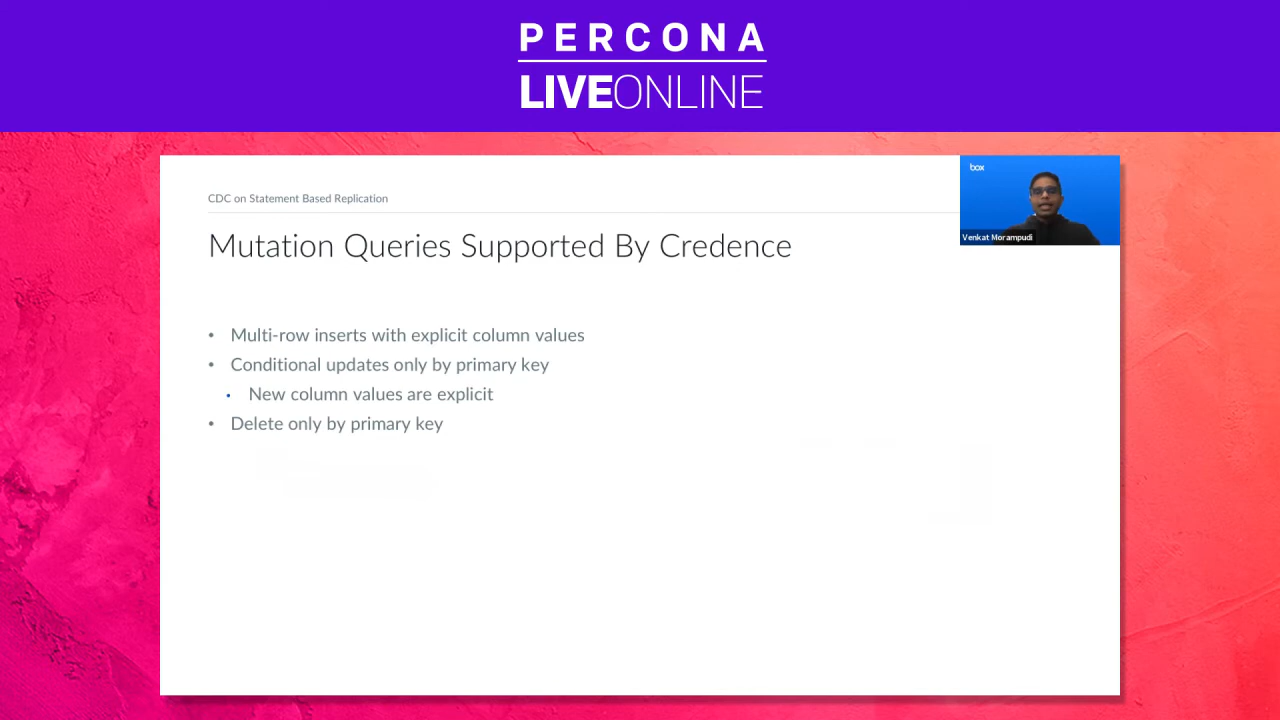 PERCONA
LIVEONLINE
CDC on Statement Based Replication
box
Venkat Morampudi
Mutation Queries Supported By Credence
• Multi-row inserts with explicit column values
• Conditional updates only by primary key
• New column values are explicit
• Delete only by primary key